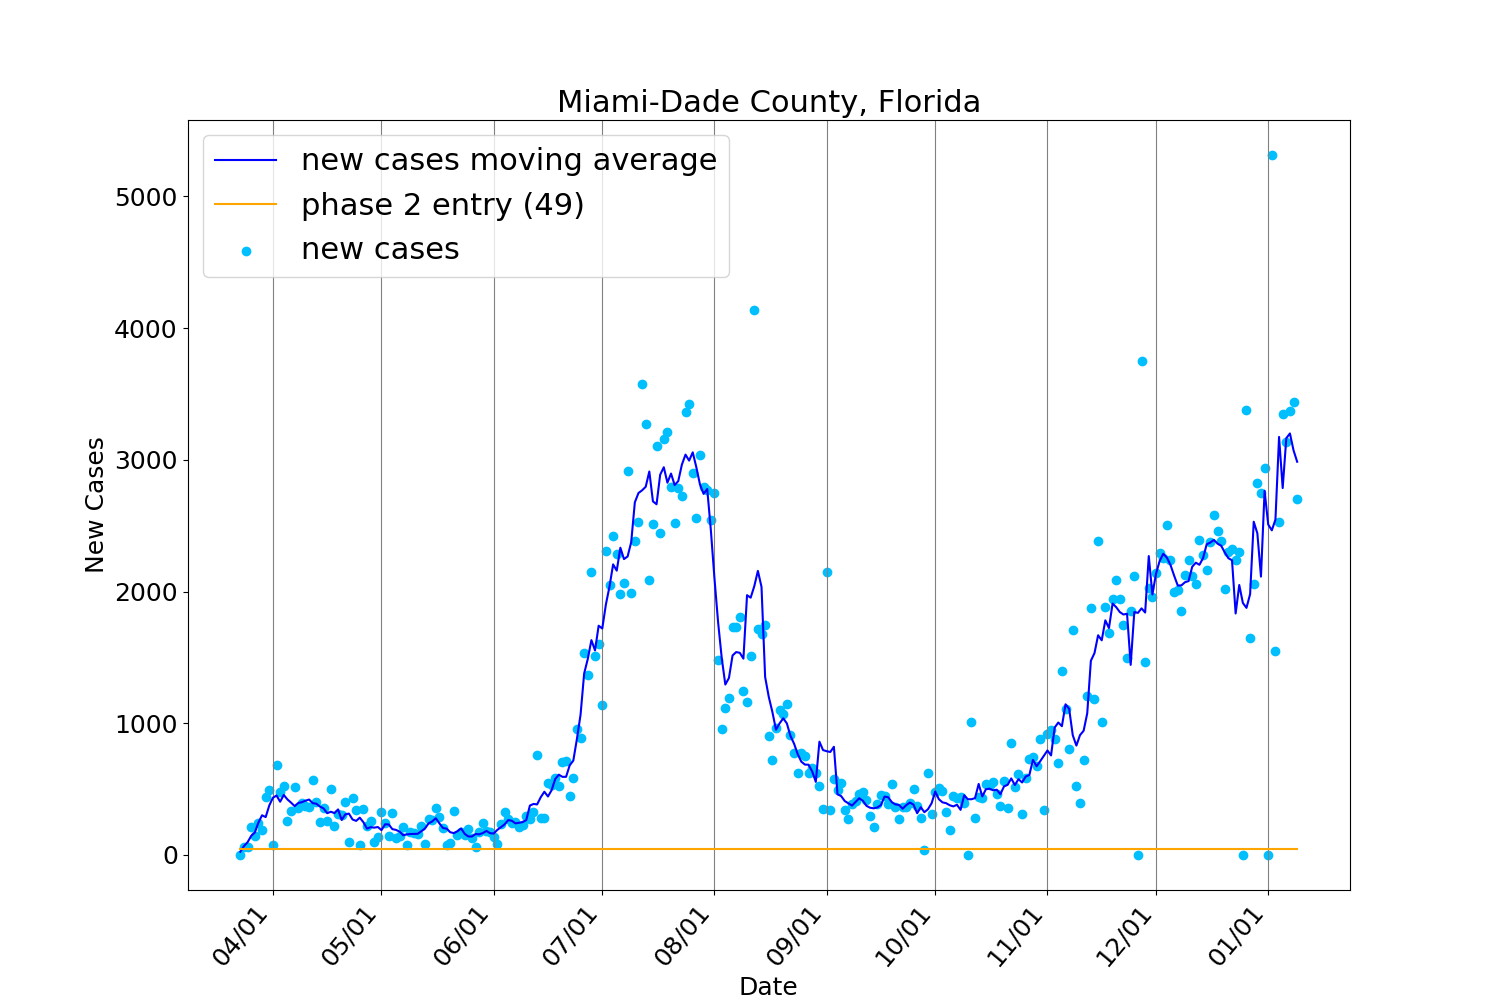 Miami-Dade County, Florida
new cases moving average
phase 2 entry (49)
new cases
5000
4000
3000
2000
1000
0
New Cases
04/01
05/01
06/01
07/01
08/01
09/01
10/01
11/01
12/01
01/01
Date